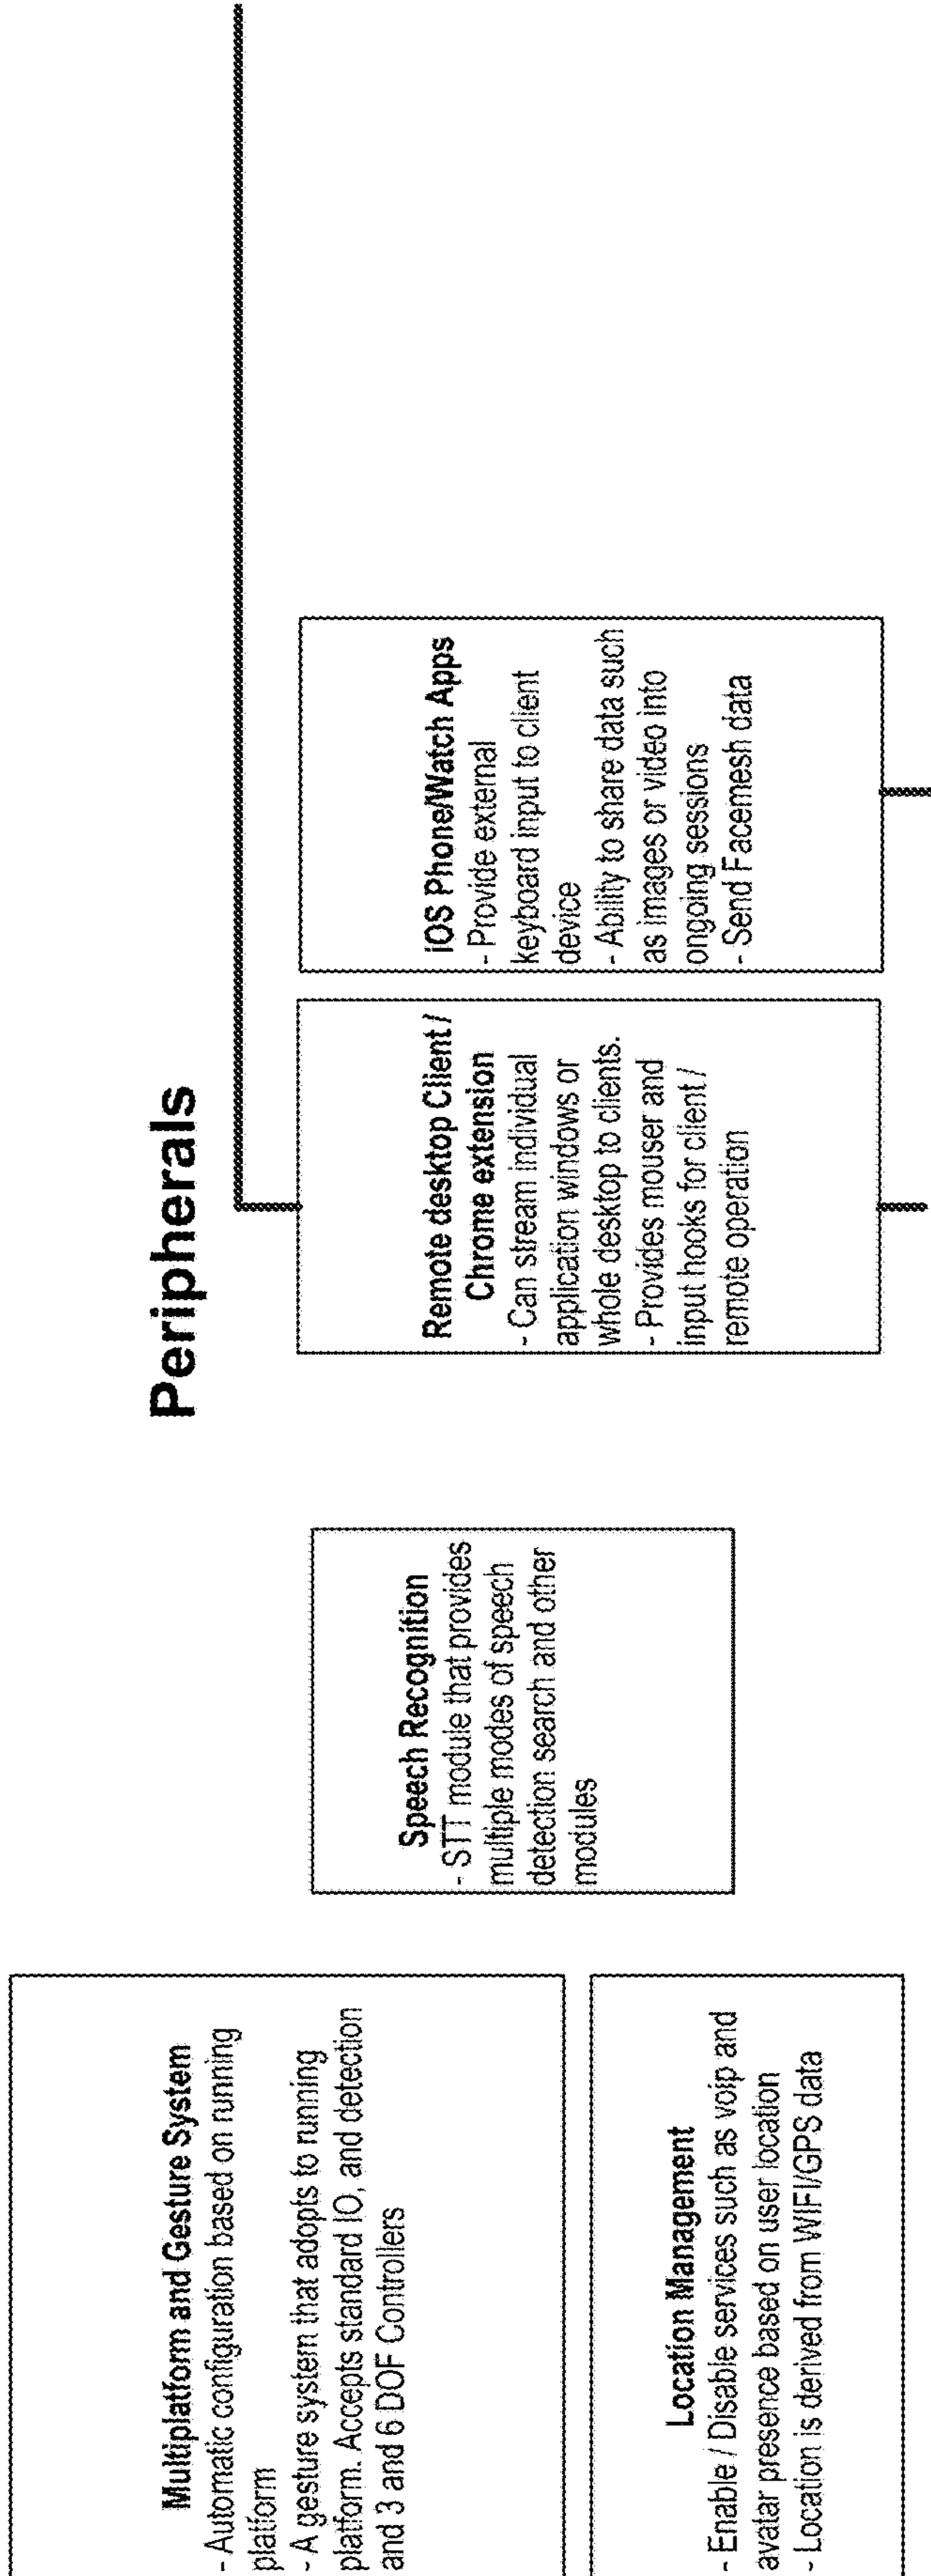 Multiplatform and Gesture System
- Automatic configuration based on running
platform
- A gesture system that adopts to running
platform. Accepts standard IO, and detection
and 3 and 6 DOF Controllers
Location Management
- Enable / Disable services such as voip and
avatar presence based on user location
- Location is derived from WIFI/GPS data
Speech Recognition
- STT module that provides
multiple modes of speech
detection search and other
modules
Peripherals
Remote desktop Client /
Chrome extension
- Can stream individual
application windows or
whole desktop to clients.
- Provides mouser and
input hooks for client /
remote operation
iOS Phone/Watch Apps
- Provide external
keyboard input to client
device
- Ability to share data such
as images or video into
ongoing sessions
- Send Facemesh data